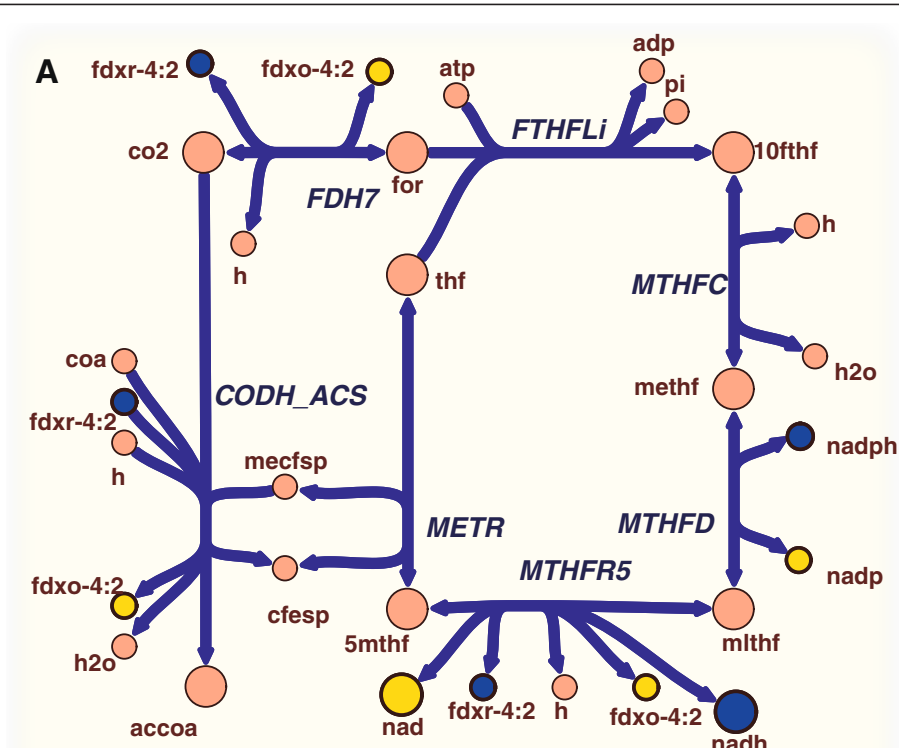 A
fdxr-4:2
fdxo-4:2
atp
adp
pi
co2
FTHFLi
10fthf
for
FDH7
h
h
thf
MTHFC
coa
h2o
methf
CODH_ACS
fdxr-4:2
nadph
h
mecfsp
METR
MTHFD
MTHFR5
nadp
fdxo-4:2
cfesp
h2o
5mthf
mlthf
accoa
nad
fdxr-4:2
h
fdxo-4:2
nadh